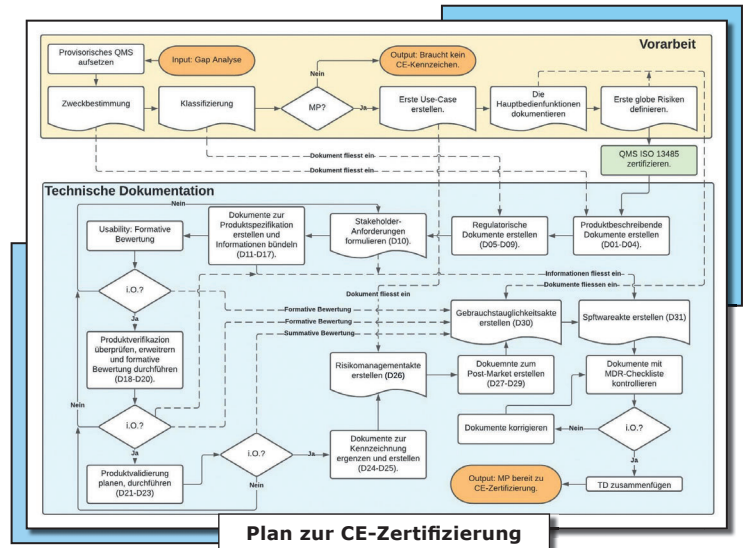 Vorarbeit
Provisorisches QMS
aufsetzen
Input: Gap Analyse
Nein
Output: Braucht kein
CE-Kennzeichen.
Zweckbestimmung
Klassifizierung
MP?
Ja
Erste Use-Case
erstellen.
Die
Hauptbedienfunktionen
dokumentieren
Erste globe Risiken
definieren.
Dokument fliesst ein
QMS ISO 13485
zertifizieren.
Dokument fliesst ein
Technische Dokumentation
Nein
Usability: Formative
Bewertung
Dokumente zur
Produktspezifikation
erstellen und
Informationen bündeln
(D11-D17).
Stakeholder-
Anforderungen
formulieren (D10).
Regulatorische
Dokumente erstellen
(D05-D09).
Produktbeschreibende
Dokumente erstellen
(D01-D04).
Informationen fliesst ein
i.O.?
Dokumente fliessen ein
Dokument fliesst ein
Ja
Formative Bewertung
Formative Bewertung
Summative Bewertung
Gebrauchstauglichkeitsakte
erstellen (D30)
Spftwareakte erstellen (D31)
Produktverifikazion
überprüfen, erweitrern
und formative
Bewertung durchführen
(D18-D20).
Risikomanagementakte
erstellen (D26)
Dokuemnte zum
Post-Market erstellen
(D27-D29)
Dokumente mit
MDR-Checkliste
kontrollieren
Nein
i.O.?
Dokumente korrigieren
Nein
i.O.?
Ja
i.O.?
Ja
Dokumente zur
Kennzeichnung
ergenzen und erstellen
(D24-D25).
Ja
Produktvalidierung
planen, durchführen
(D21-D23)
Nein
Output: MP bereit zu
CE-Zertifizierung.
TD zusammenfügen
Plan zur CE-Zertifizierung